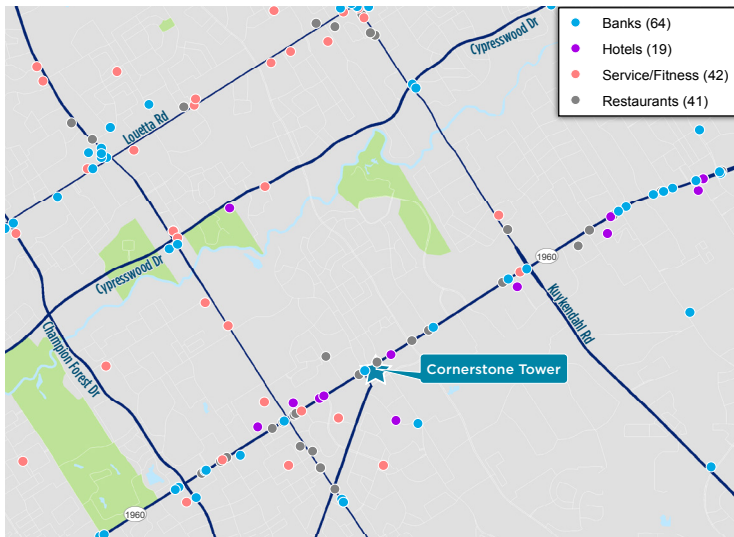 Banks (64)
Hotels (19)
Service/Fitness (42)
Restaurants (41)
Cypresswood Dr
Louetta Rd
Cypresswood Dr
1960
Kuykendahl Rd
Champion Forest Dr
Cornerstone Tower
1960